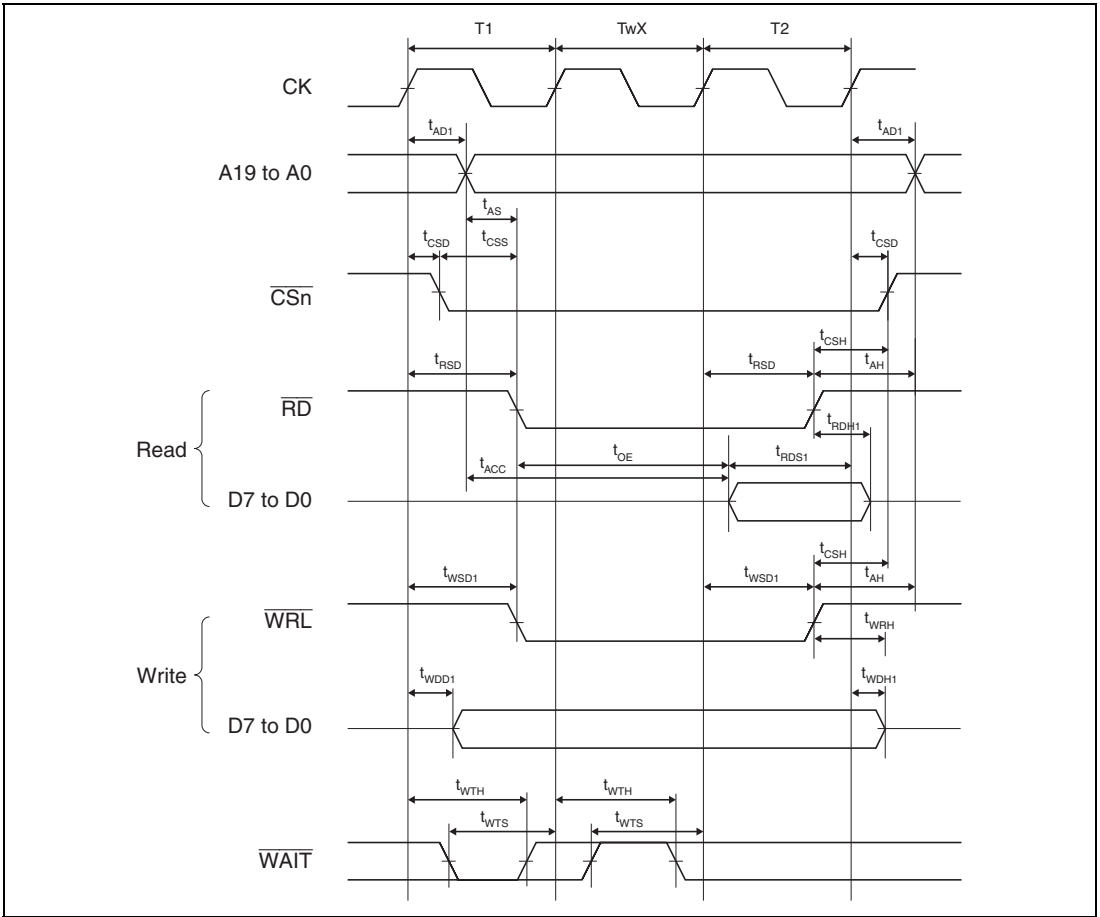 T1 TwX T2
CK
tAD1 tAD1
A19 to A0
tAS
tCSD tCSS tCSD
CSn
tCSH
tRSD tRSD tAH
RD
tRDH1
Read
tOE
tACC tRDS1
D7 to D0
tCSH
tWSD1 tWSD1 tAH
WRL
tWRH
Write
tWDD1 tWDH1
D7 to D0
tWTH tWTH
tWTS tWTS
WAIT